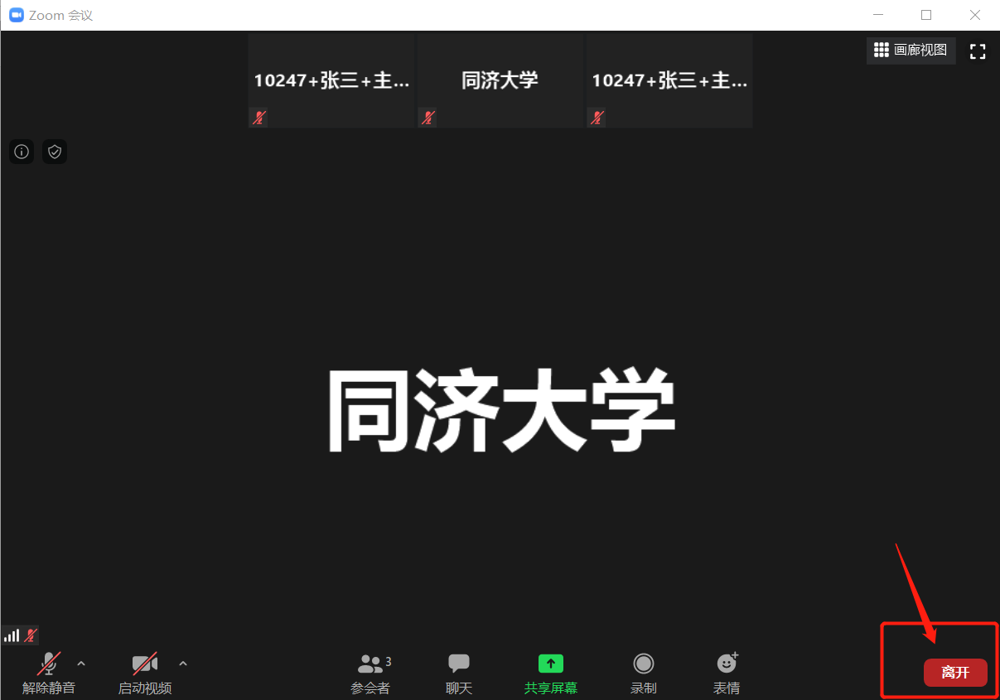 Zoom 会议
画廊视图
10247+张三+主...
同济大学
10247+张三+主...
同济大学
3
解除静音
启动视频
参会者
聊天
共享屏幕
录制
表情
离开